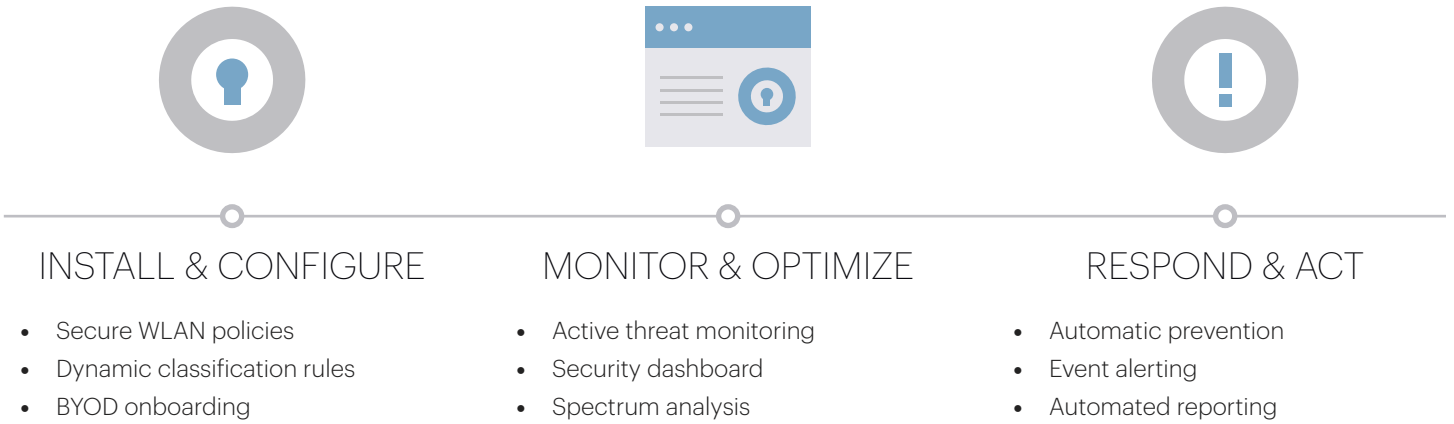 INSTALL & CONFIGURE
• Secure WLAN policies
• Dynamic classification rules
• BYOD onboarding
MONITOR & OPTIMIZE
• Active threat monitoring
• Security dashboard
• Spectrum analysis
RESPOND & ACT
• Automatic prevention
• Event alerting
• Automated reporting